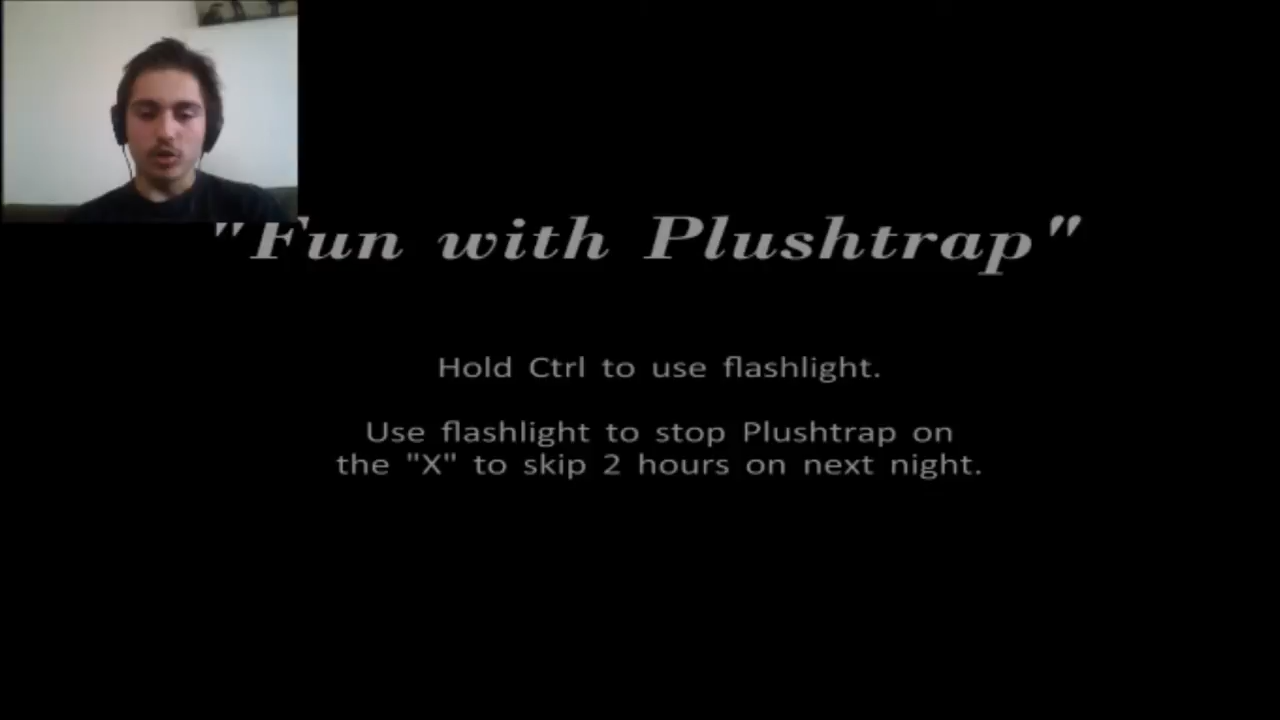 "Fun with Plushtrap"
Hold Ctrl to use flashlight.
Use flashlight to stop Plushtrap on
the "X" to skip 2 hours on next night.